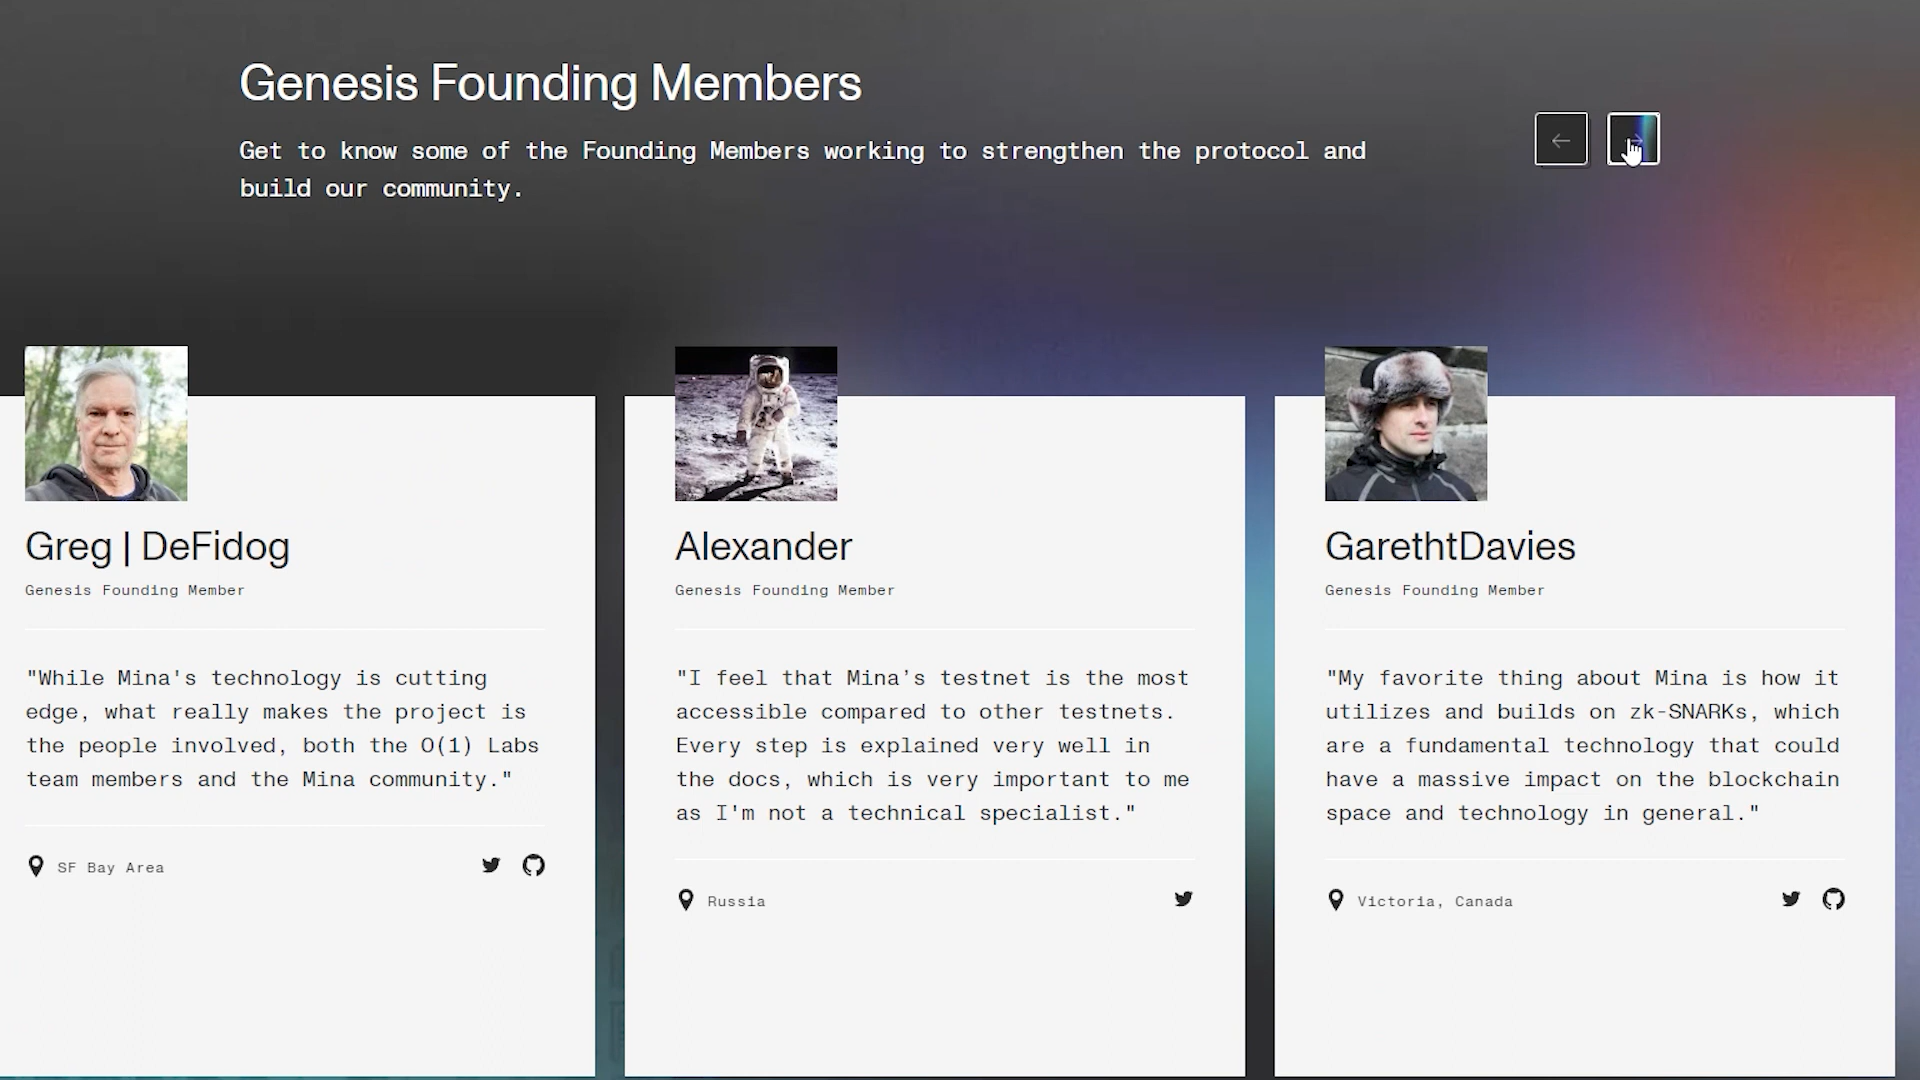 Genesis Founding Members
Get to know some of the Founding Members working to strengthen the protocol and
build our community.
Greg | DeFidog
Genesis Founding Member
"While Mina's technology is cutting
edge, what really makes the project is
the people involved, both the O(1) Labs
team members and the Mina community."
SF Bay Area
Alexander
Genesis Founding Member
"I feel that Mina’s testnet is the most
accessible compared to other testnets.
Every step is explained very well in
the docs, which is very important to me
as I'm not a technical specialist."
Russia
GarethtDavies
Genesis Founding Member
"My favorite thing about Mina is how it
utilizes and builds on zk-SNARKs, which
are a fundamental technology that could
have a massive impact on the blockchain
space and technology in general."
Victoria, Canada